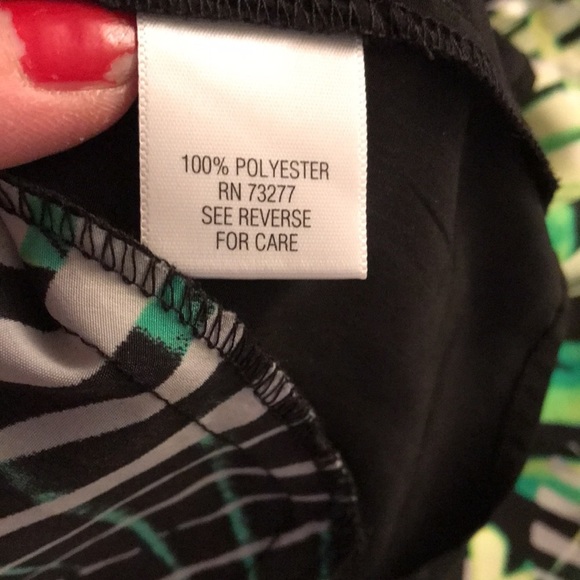 100% POLYESTER
RN 73277
SEE REVERSE
FOR CARE